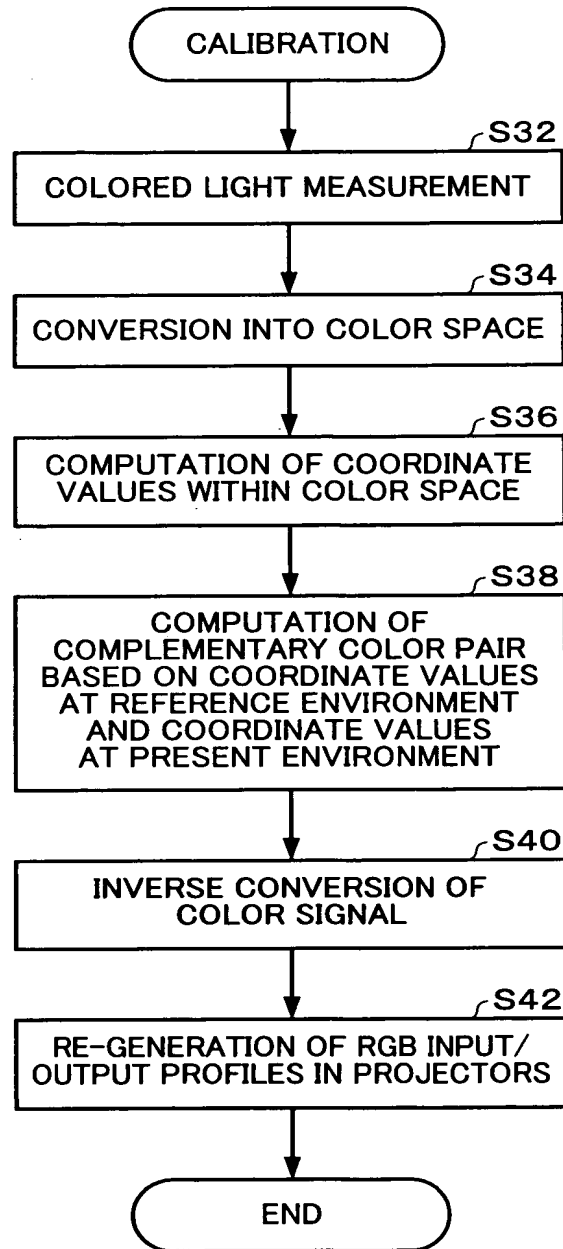 CALIBRATION
S32
COLORED LIGHT MEASUREMENT
S34
CONVERSION INTO COLOR SPACE
S36
COMPUTATION OF COORDINATE
VALUES WITHIN COLOR SPACE
S38
COMPUTATION OF
COMPLEMENTARY COLOR PAIR
BASED ON COORDINATE VALUES
AT REFERENCE ENVIRONMENT
AND COORDINATE VALUES
AT PRESENT ENVIRONMENT
S40
INVERSE CONVERSION OF
COLOR SIGNAL
S42
RE-GENERATION OF RGB INPUT/
OUTPUT PROFILES IN PROJECTORS
END